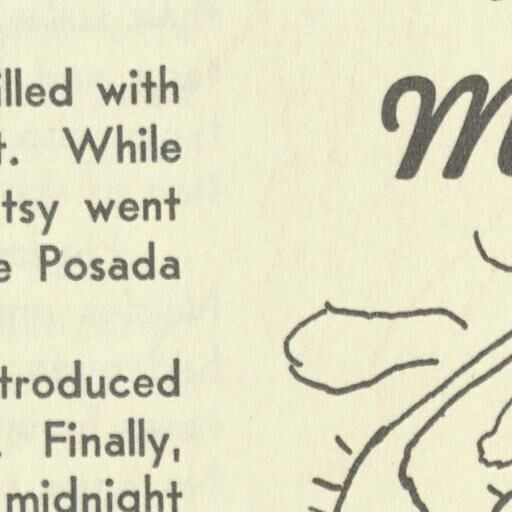 illed with
t. While
tsy went
e Posada
troduced
. Finally,
midnight
M